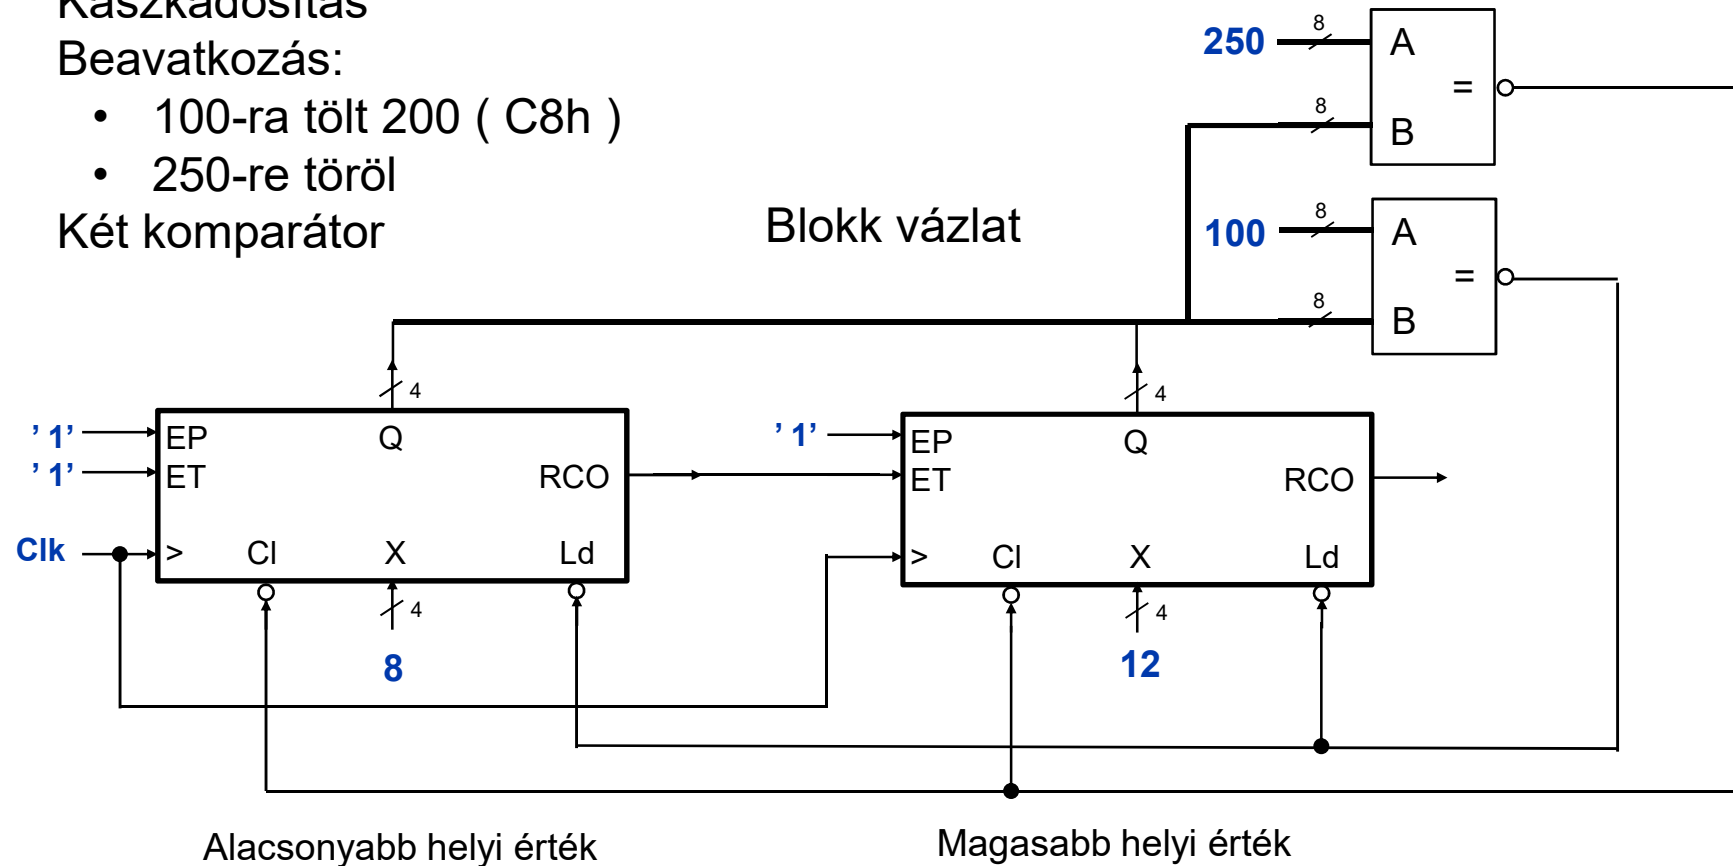 Kaszkádosítás
Beavatkozás:
• 100-ra tölt 200 ( C8h )
• 250-re töröl
Két komparátor
Blokk vázlat
250
8
A
=
8
B
100
8
A
=
8
B
4
4
’ 1’
EP
Q
’ 1’
ET
RCO
Clk
>
Cl
X
Ld
4
8
’ 1’
EP
Q
ET
RCO
>
Cl
X
Ld
4
12
Alacsonyabb helyi érték
Magasabb helyi érték